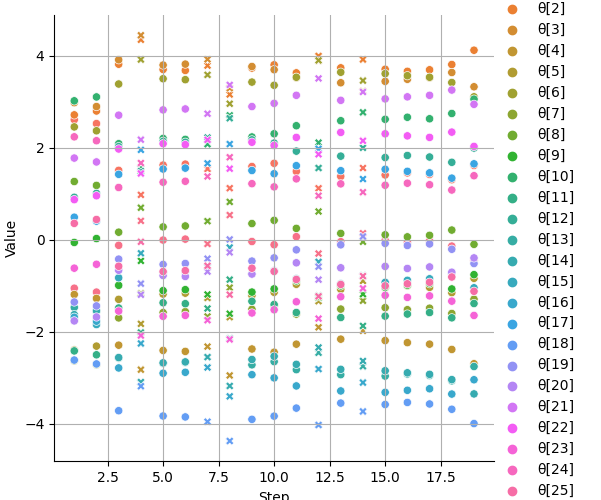 Value
4
2
0
−2
−4
2.5
5.0
7.5
10.0
12.5
15.0
17.5
Step
θ[2]
θ[3]
θ[4]
θ[5]
θ[6]
θ[7]
θ[8]
θ[9]
θ[10]
θ[11]
θ[12]
θ[13]
θ[14]
θ[15]
θ[16]
θ[17]
θ[18]
θ[19]
θ[20]
θ[21]
θ[22]
θ[23]
θ[24]
θ[25]